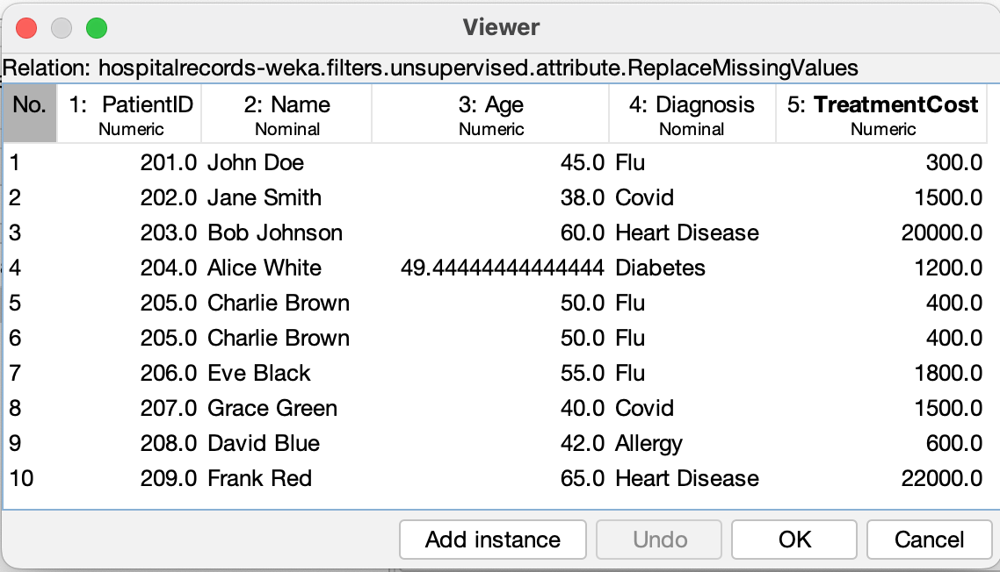 Viewer
Relation: hospitalrecords-weka.filters.unsupervised.attribute.ReplaceMissingValues
No. 1: PatientID 2: Name 3: Age 4: Diagnosis 5: TreatmentCost
Numeric Nominal Numeric Nominal Numeric
1 201.0 John Doe 45.0 Flu 300.0
2 202.0 Jane Smith 38.0 Covid 1500.0
3 203.0 Bob Johnson 60.0 Heart Disease 20000.0
4 204.0 Alice White 49.44444444444444 Diabetes 1200.0
5 205.0 Charlie Brown 50.0 Flu 400.0
6 205.0 Charlie Brown 50.0 Flu 400.0
7 206.0 Eve Black 55.0 Flu 1800.0
8 207.0 Grace Green 40.0 Covid 1500.0
9 208.0 David Blue 42.0 Allergy 600.0
10 209.0 Frank Red 65.0 Heart Disease 22000.0
Add instance Undo OK Cancel